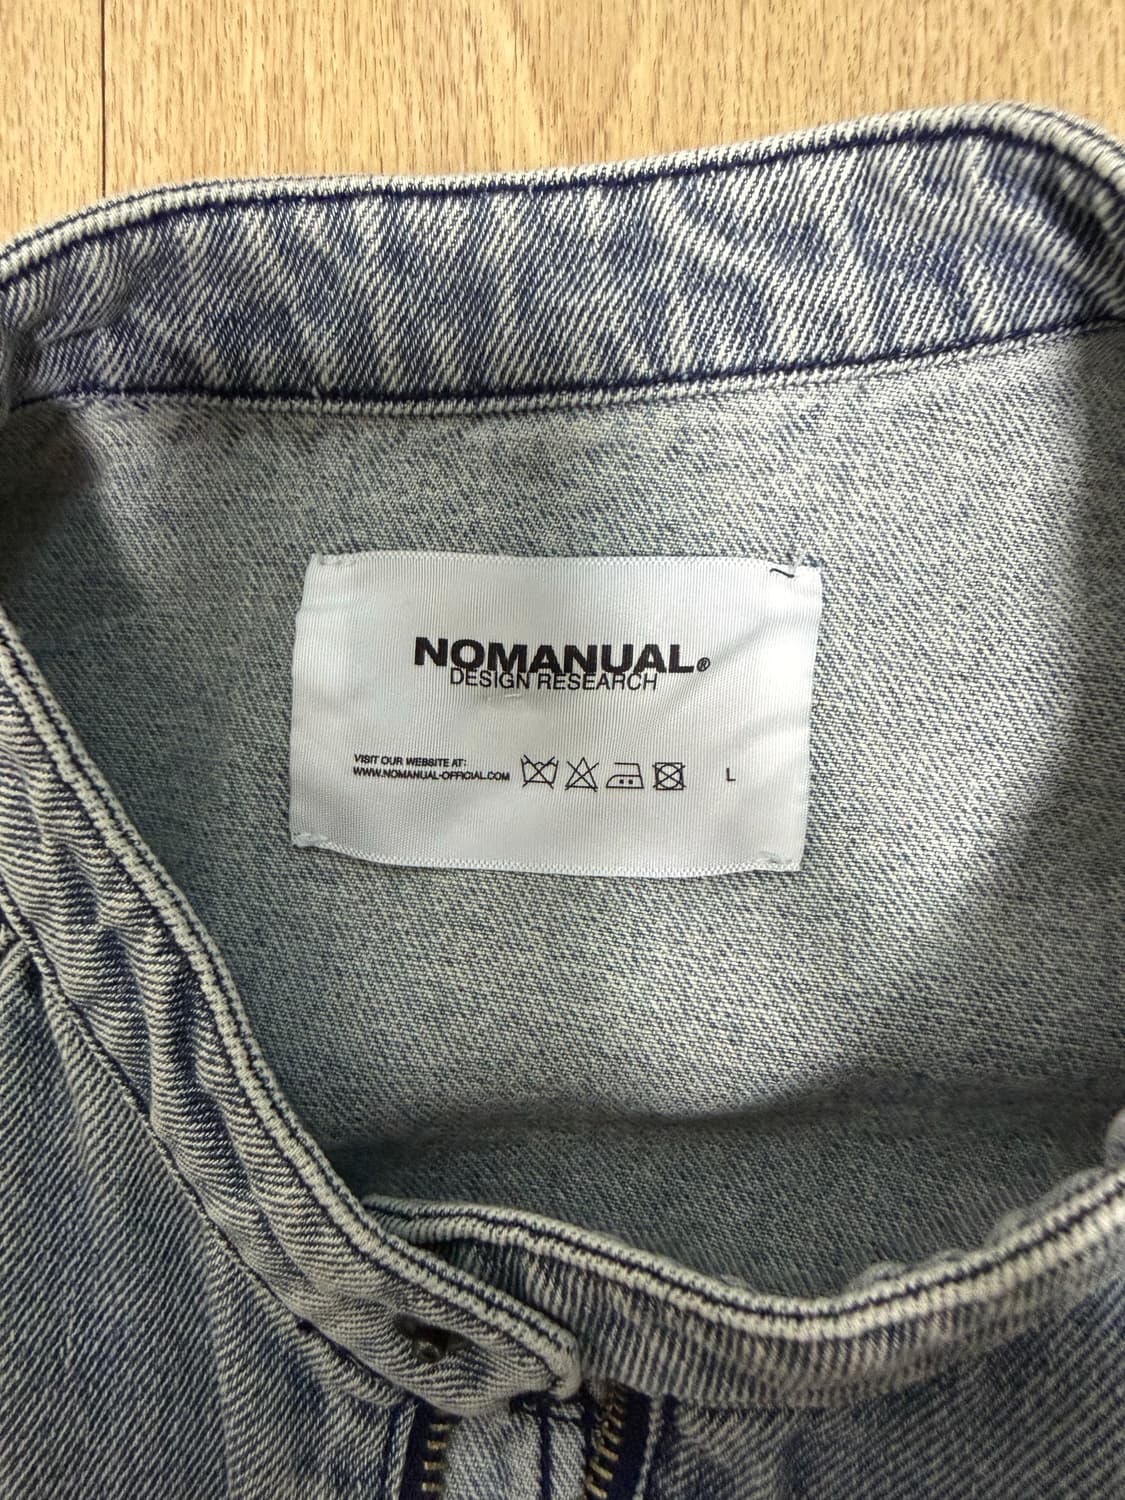 NOMANUAL®
DESIGN RESEARCH
VISIT OUR WEBSITE AT:
WWW.NOMANUAL-OFFICIAL.COM
L